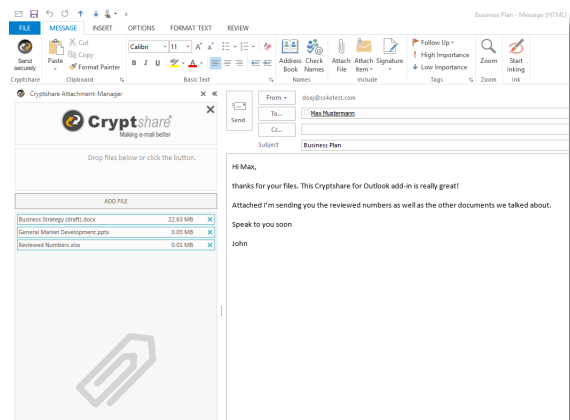 Business Plan - Message (HTML)
FILE MESSAGE INSERT OPTIONS FORMAT TEXT REVIEW
Send securely
Cryptshare
Paste
Cut
Copy
Format Painter
Clipboard
Calibri 11 A A
B I U A
Basic Text
Address Book
Check Names
Names
Attach File
Attach Item
Signature
Include
Follow Up
High Importance
Low Importance
Tags
Zoom
Zoom
Start Inking
Ink
Cryptshare Attachment-Manager
Cryptshare
Making e-mail better
Drop files below or click the button.
ADD FILE
Business Strategy (draft).docx 22.63 MB
General Market Development.pptx 0.03 MB
Reviewed Numbers.xlsx 0.01 MB
Send
From doej@cs4otest.com
To... Max Mustermann
Cc...
Subject Business Plan
Hi Max,
thanks for your files. This Cryptshare for Outlook add-in is really great!
Attached I'm sending you the reviewed numbers as well as the other documents we talked about.
Speak to you soon
John